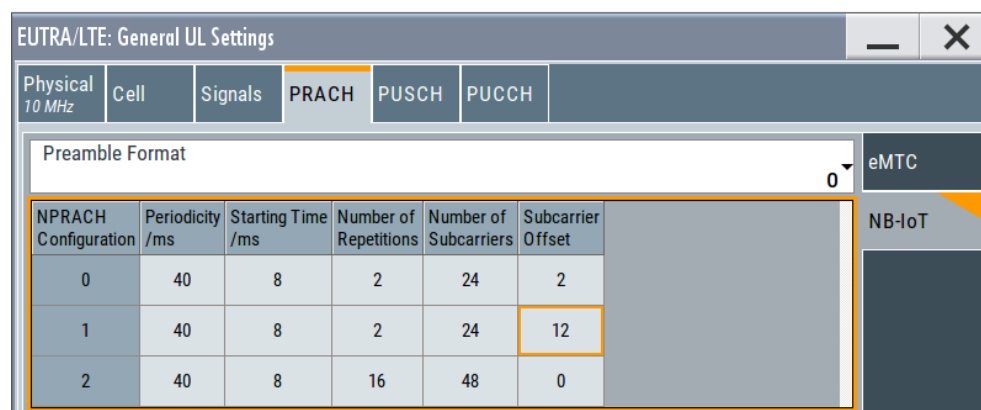 EUTRA/LTE: General UL Settings
Physical
10 MHz
Cell
Signals
PRACH
PUSCH
PUCCH
Preamble Format
0
eMTC
NB-IoT
NPRACH Configuration Periodicity /ms Starting Time /ms Number of Repetitions Number of Subcarriers Subcarrier Offset
0 40 8 2 24 2
1 40 8 2 24 12
2 40 8 16 48 0